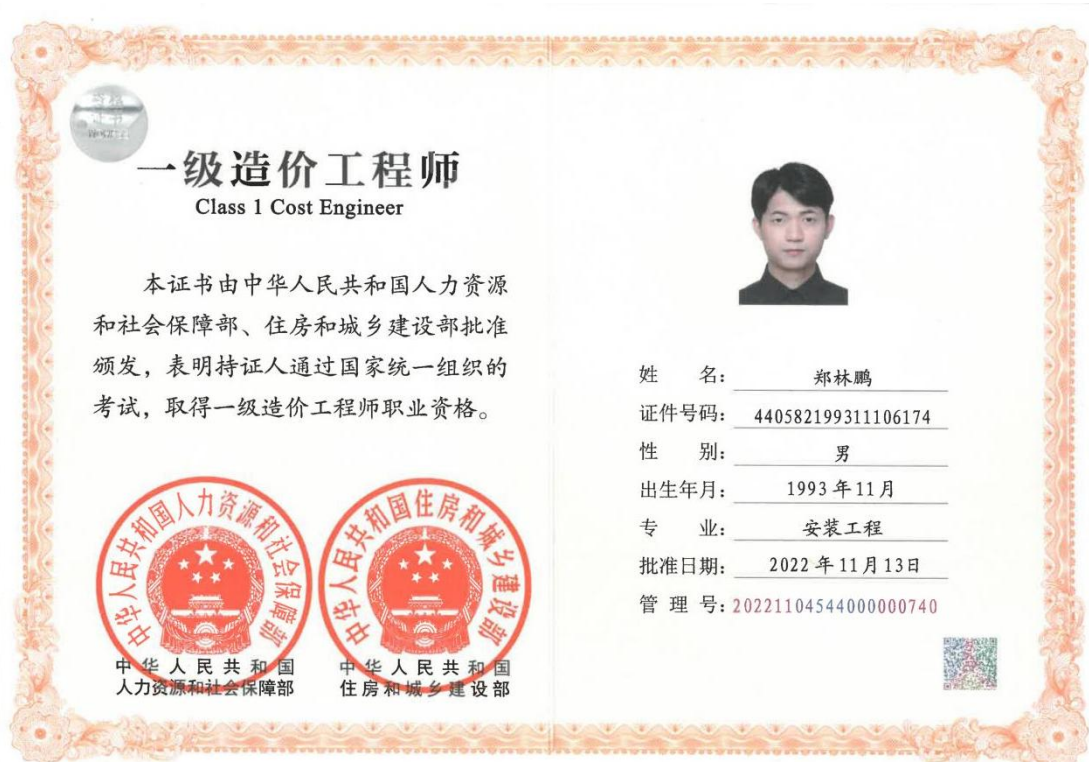 一级造价工程师
Class 1 Cost Engineer
本证书由中华人民共和国人力资源
和社会保障部、住房和城乡建设部批准
颁发，表明持证人通过国家统一组织的
考试，取得一级造价工程师职业资格。
中华人民共和国人力资源和社会保障部
中华人民共和国住房和城乡建设部
中华人民共和国
人力资源和社会保障部
中华人民共和国
住房和城乡建设部
姓 名： 郑林鹏
证件号码： 440582199311106174
性 别： 男
出生年月： 1993年11月
专 业： 安装工程
批准日期： 2022年11月13日
管 理 号： 20221104544000000740